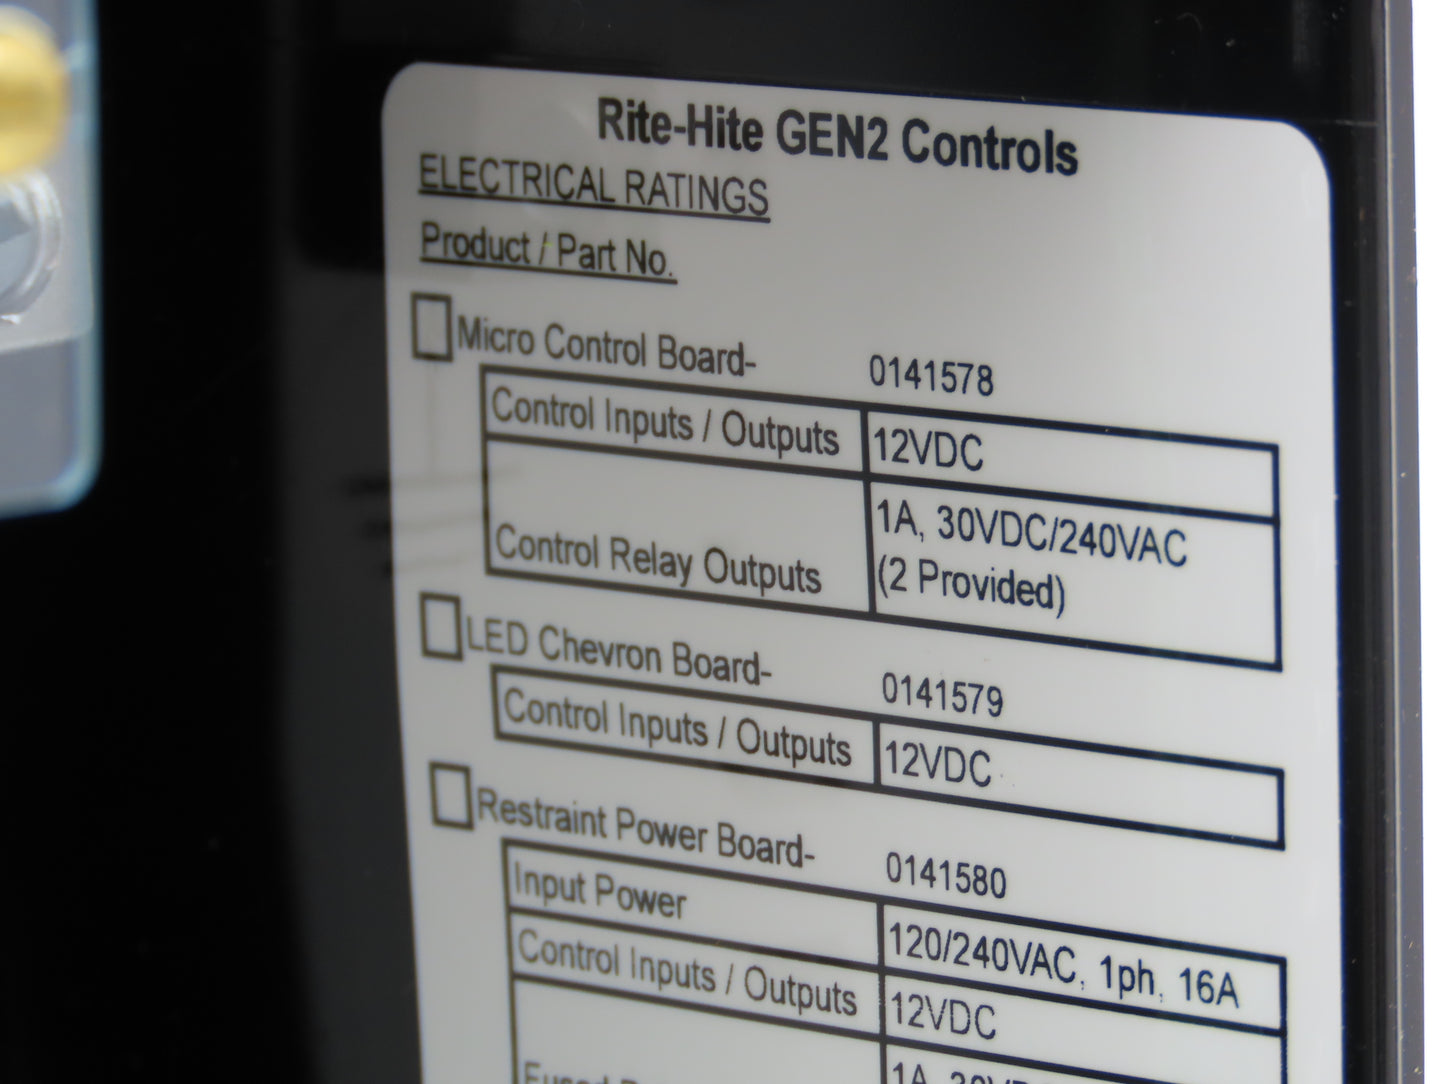 Rite-Hite GEN2 Controls
ELECTRICAL RATINGS
Product / Part No.
Micro Control Board- 0141578
Control Inputs / Outputs 12VDC
Control Relay Outputs 1A, 30VDC/240VAC
(2 Provided)
LED Chevron Board- 0141579
Control Inputs / Outputs 12VDC
Restraint Power Board- 0141580
Input Power 120/240VAC, 1ph, 16A
Control Inputs / Outputs 12VDC
1A,